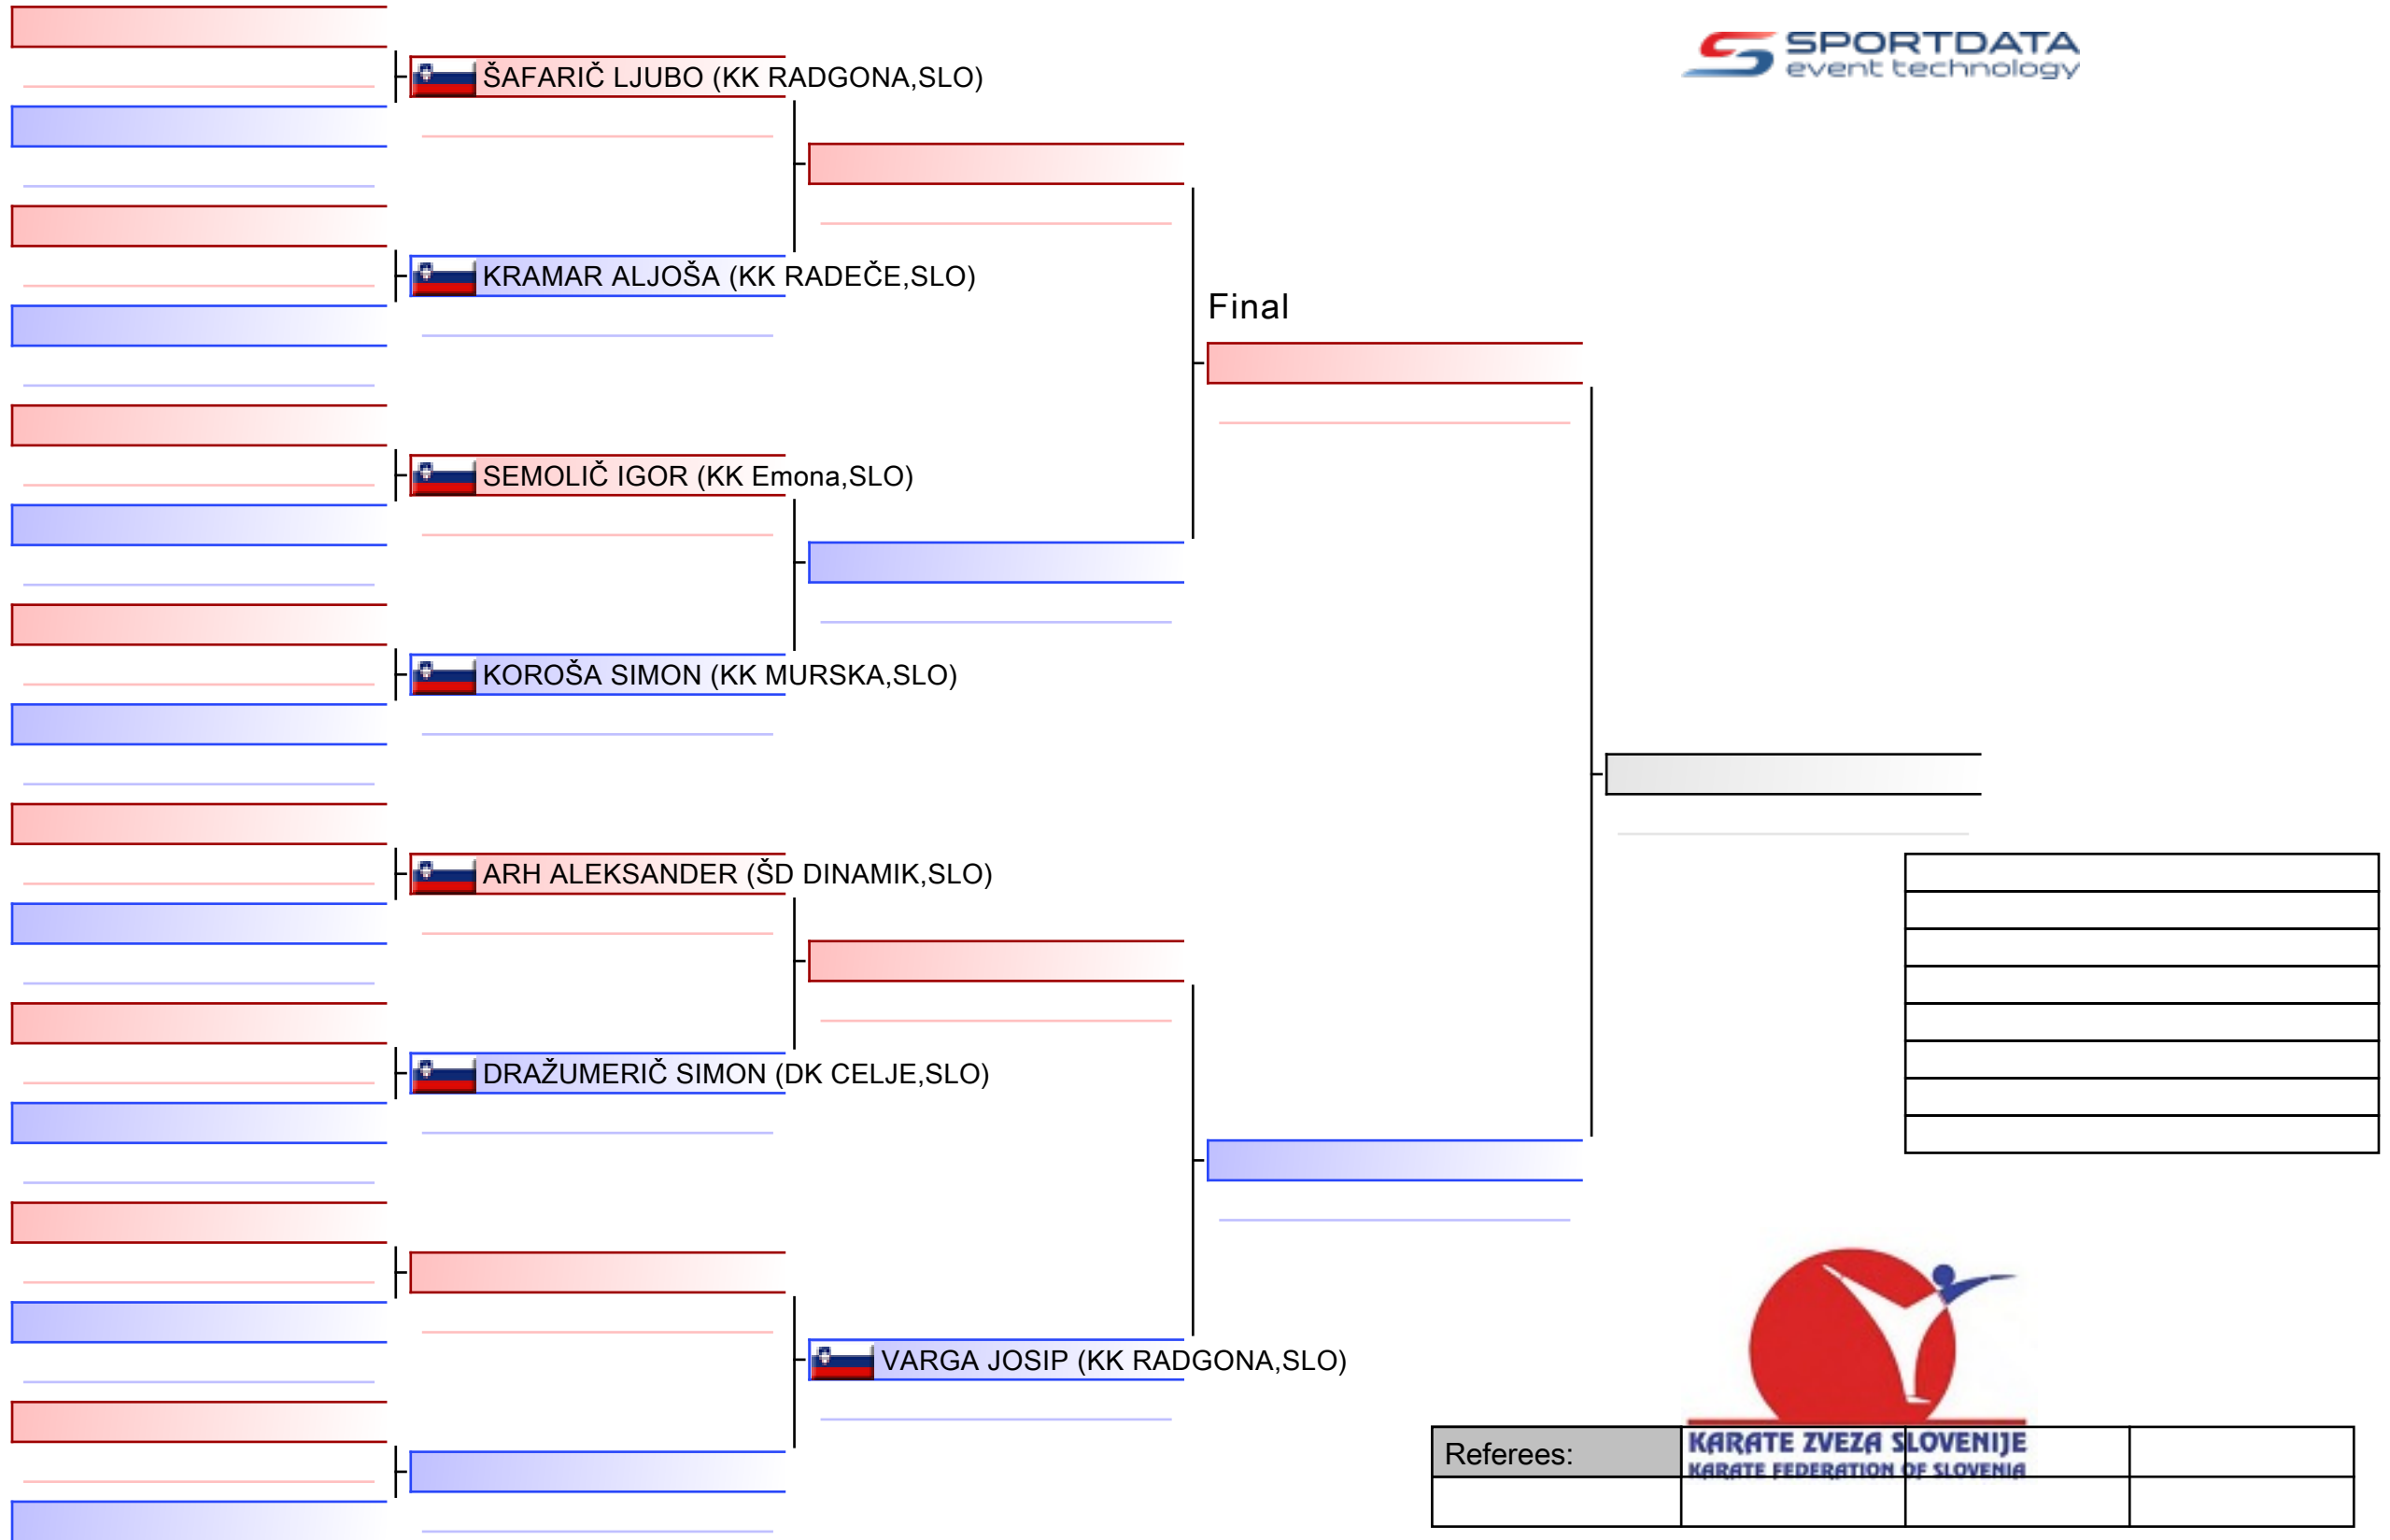 SPORTDATA
event technology
ŠAFARIČ LJUBO (KK RADGONA,SLO)
KRAMAR ALJOŠA (KK RADEČE,SLO)
Final
SEMOLIČ IGOR (KK Emona,SLO)
KOROŠA SIMON (KK MURSKA,SLO)
ARH ALEKSANDER (ŠD DINAMIK,SLO)
DRAŽUMERIČ SIMON (DK CELJE,SLO)
VARGA JOSIP (KK RADGONA,SLO)
Referees:
KARATE ZVEZA SLOVENIJE
KARATE FEDERATION OF SLOVENIA